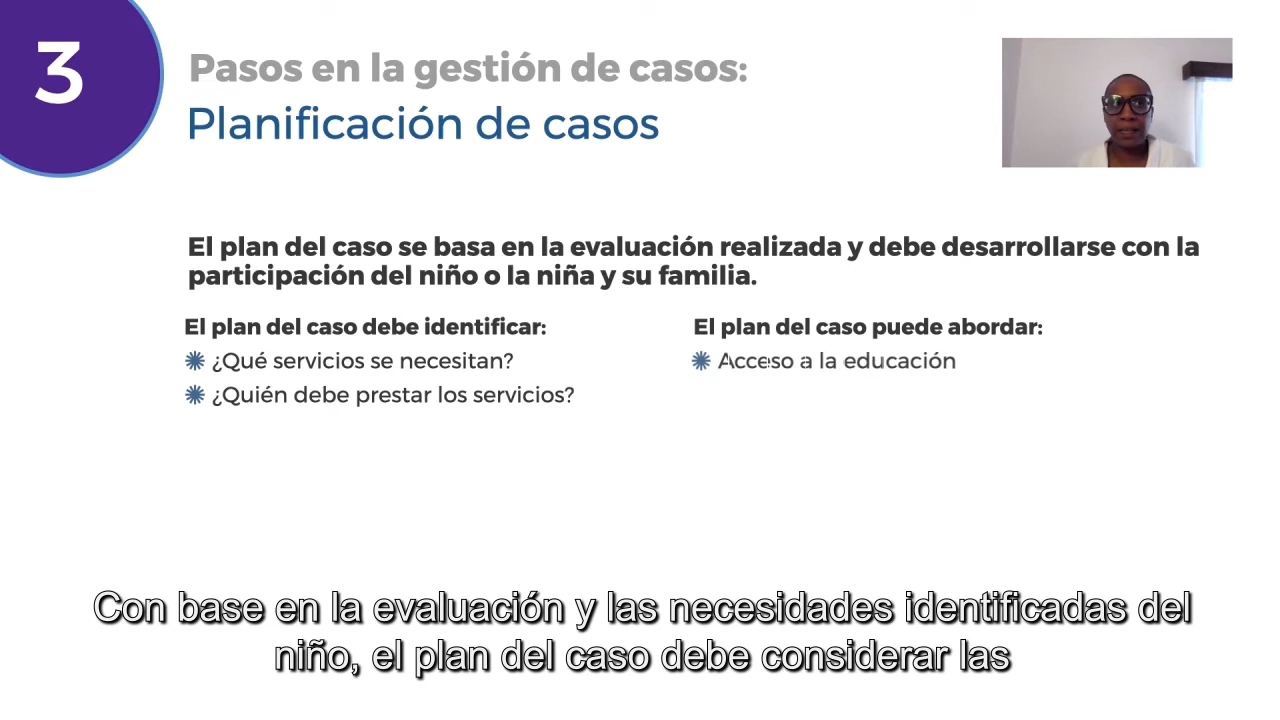 3
Pasos en la gestión de casos:
Planificación de casos
El plan del caso se basa en la evaluación realizada y debe desarrollarse con la
participación del niño o la niña y su familia.
El plan del caso debe identificar:
¿Qué servicios se necesitan?
¿Quién debe prestar los servicios?
El plan del caso puede abordar:
Acceso a la educación
Con base en la evaluación y las necesidades identificadas del
niño, el plan del caso debe considerar las